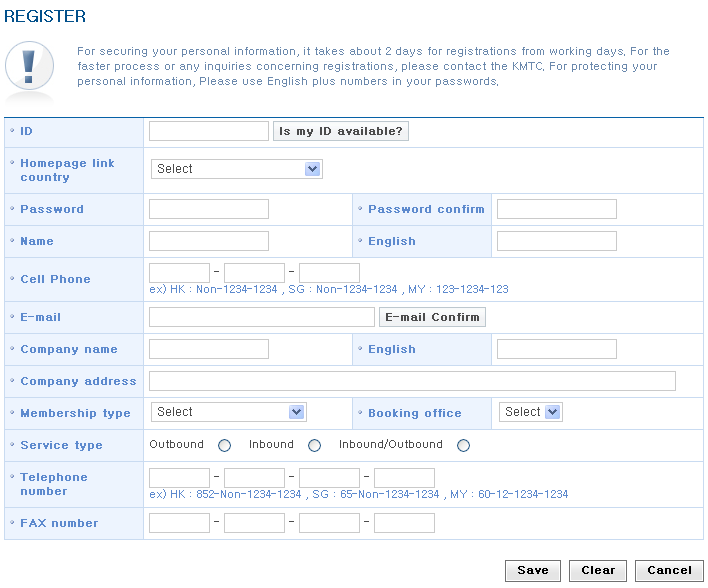 REGISTER
For securing your personal information, it takes about 2 days for registrations from working days. For the
faster process or any inquiries concerning registrations, please contact the KMTC. For protecting your
personal information, Please use English plus numbers in your passwords.
ID Is my ID available?
Homepage link
country
Select
Password Password confirm
Name English
Cell Phone - -
ex) HK : Non-1234-1234 , SG : Non-1234-1234 , MY : 123-1234-123
E-mail E-mail Confirm
Company name English
Company address
Membership type Select Booking office Select
Service type Outbound Inbound Inbound/Outbound
Telephone
number
- - -
ex) HK : 852-Non-1234-1234 , SG : 65-Non-1234-1234 , MY : 60-12-1234-1234
FAX number - - -
Save Clear Cancel